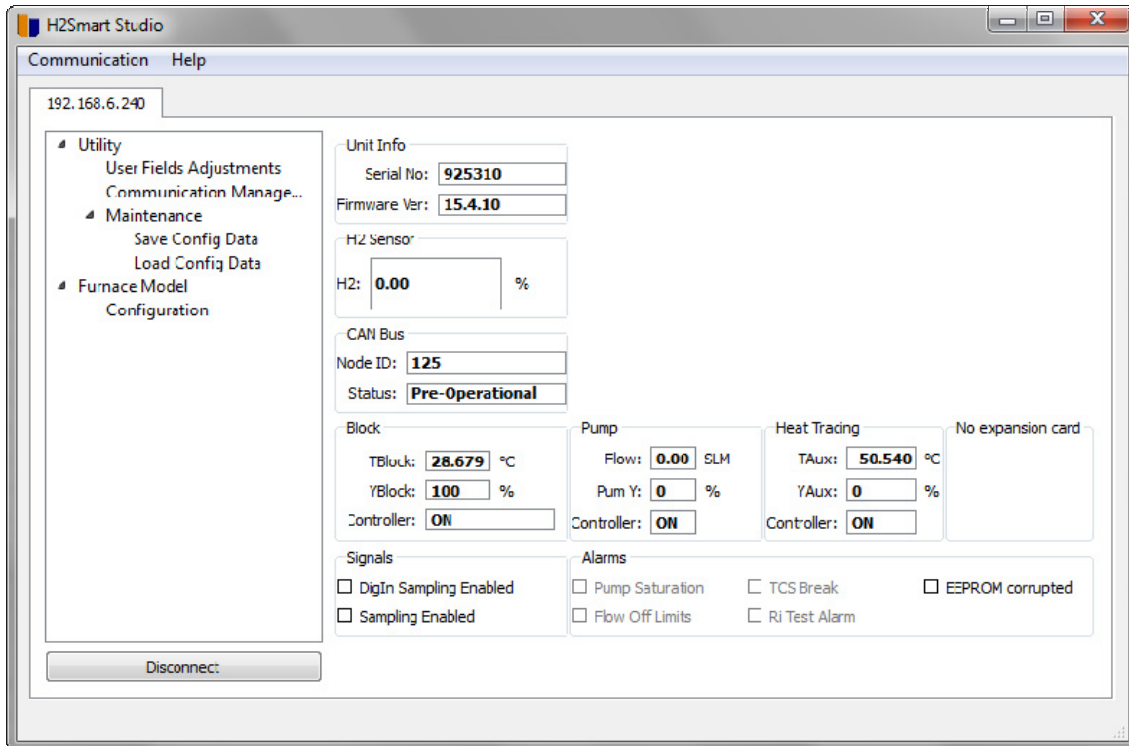 H2Smart Studio
Communication Help
192.168.6.240
Utility
User Fields Adjustments
Communication Manage...
Maintenance
Save Config Data
Load Config Data
Furnace Model
Configuration
Disconnect
Unit Info
Serial No: 925310
Firmware Ver: 15.4.10
H2 Sensor
H2: 0.00 %
CAN Bus
Node ID: 125
Status: Pre-Operational
Block
TBlock: 28.679 °C
YBlock: 100 %
Controller: ON
Pump
Flow: 0.00 SLM
Pum Y: 0 %
Controller: ON
Heat Tracing
TAux: 50.540 °C
YAux: 0 %
Controller: ON
No expansion card
Signals
DigIn Sampling Enabled
Sampling Enabled
Alarms
Pump Saturation TCS Break EEPROM corrupted
Flow Off Limits Ri Test Alarm